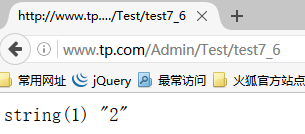 http://www.tp..../Test/test7_6
www.tp.com/Admin/Test/test7_6
常用网址 jQuery 最常访问 火狐官方站点
string(1) "2"